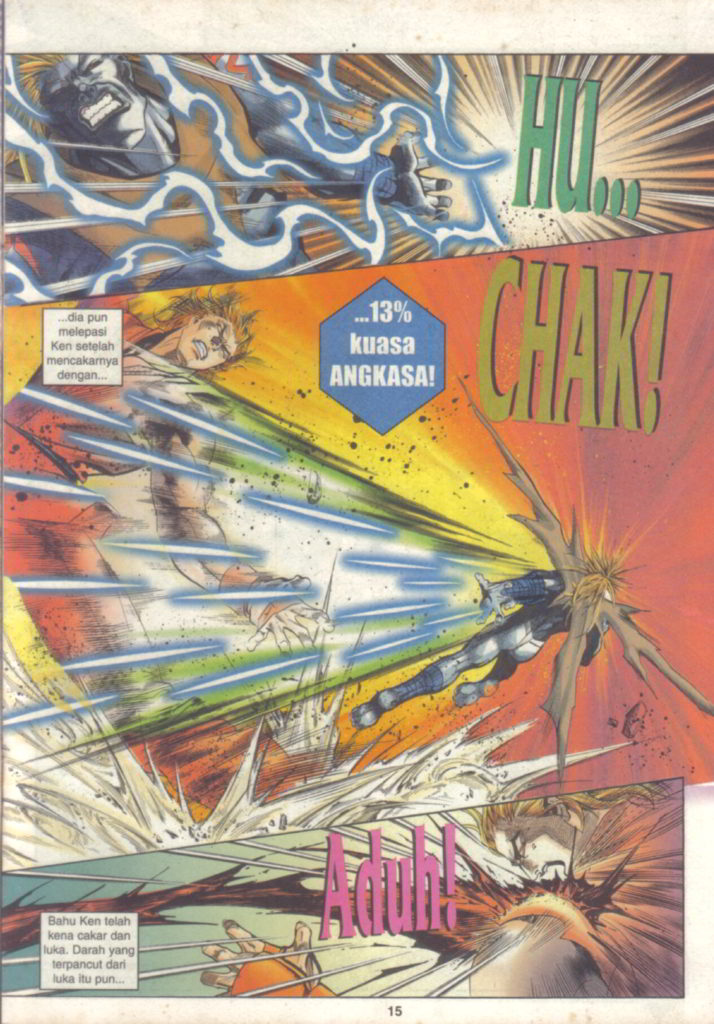 HU...
CHAK!
...dia pun
melepasi
Ken setelah
mencakarnya
dengan...
...13%
kuasa
ANGKASA!
Aduh!
Bahu Ken telah
kena cakar dan
luka. Darah yang
terpancut dari
luka itu pun...
15